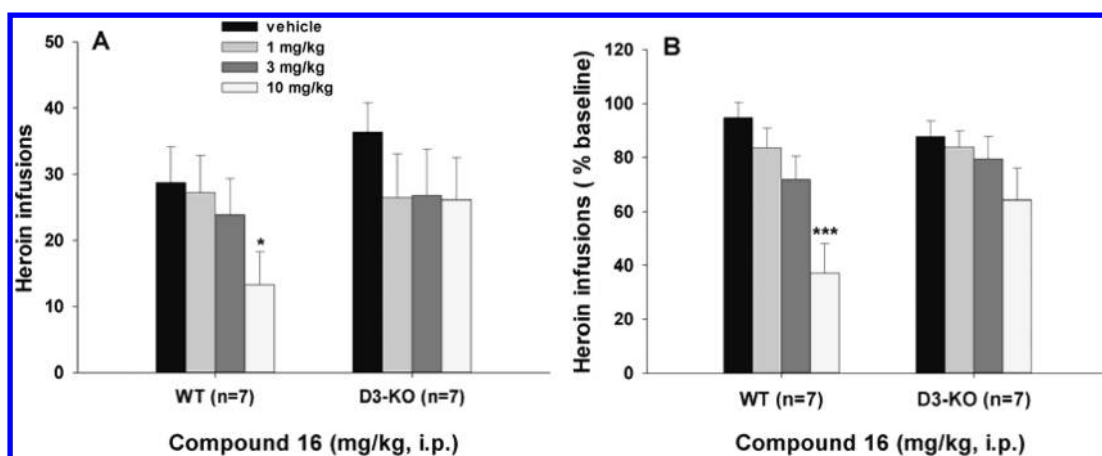 A
vehicle
1 mg/kg
3 mg/kg
10 mg/kg
Heroin infusions
50
40
30
20
10
0
*
WT (n=7)
D3-KO (n=7)
Compound 16 (mg/kg, i.p.)
B
Heroin infusions ( % baseline)
120
100
80
60
40
20
0
***
WT (n=7)
D3-KO (n=7)
Compound 16 (mg/kg, i.p.)